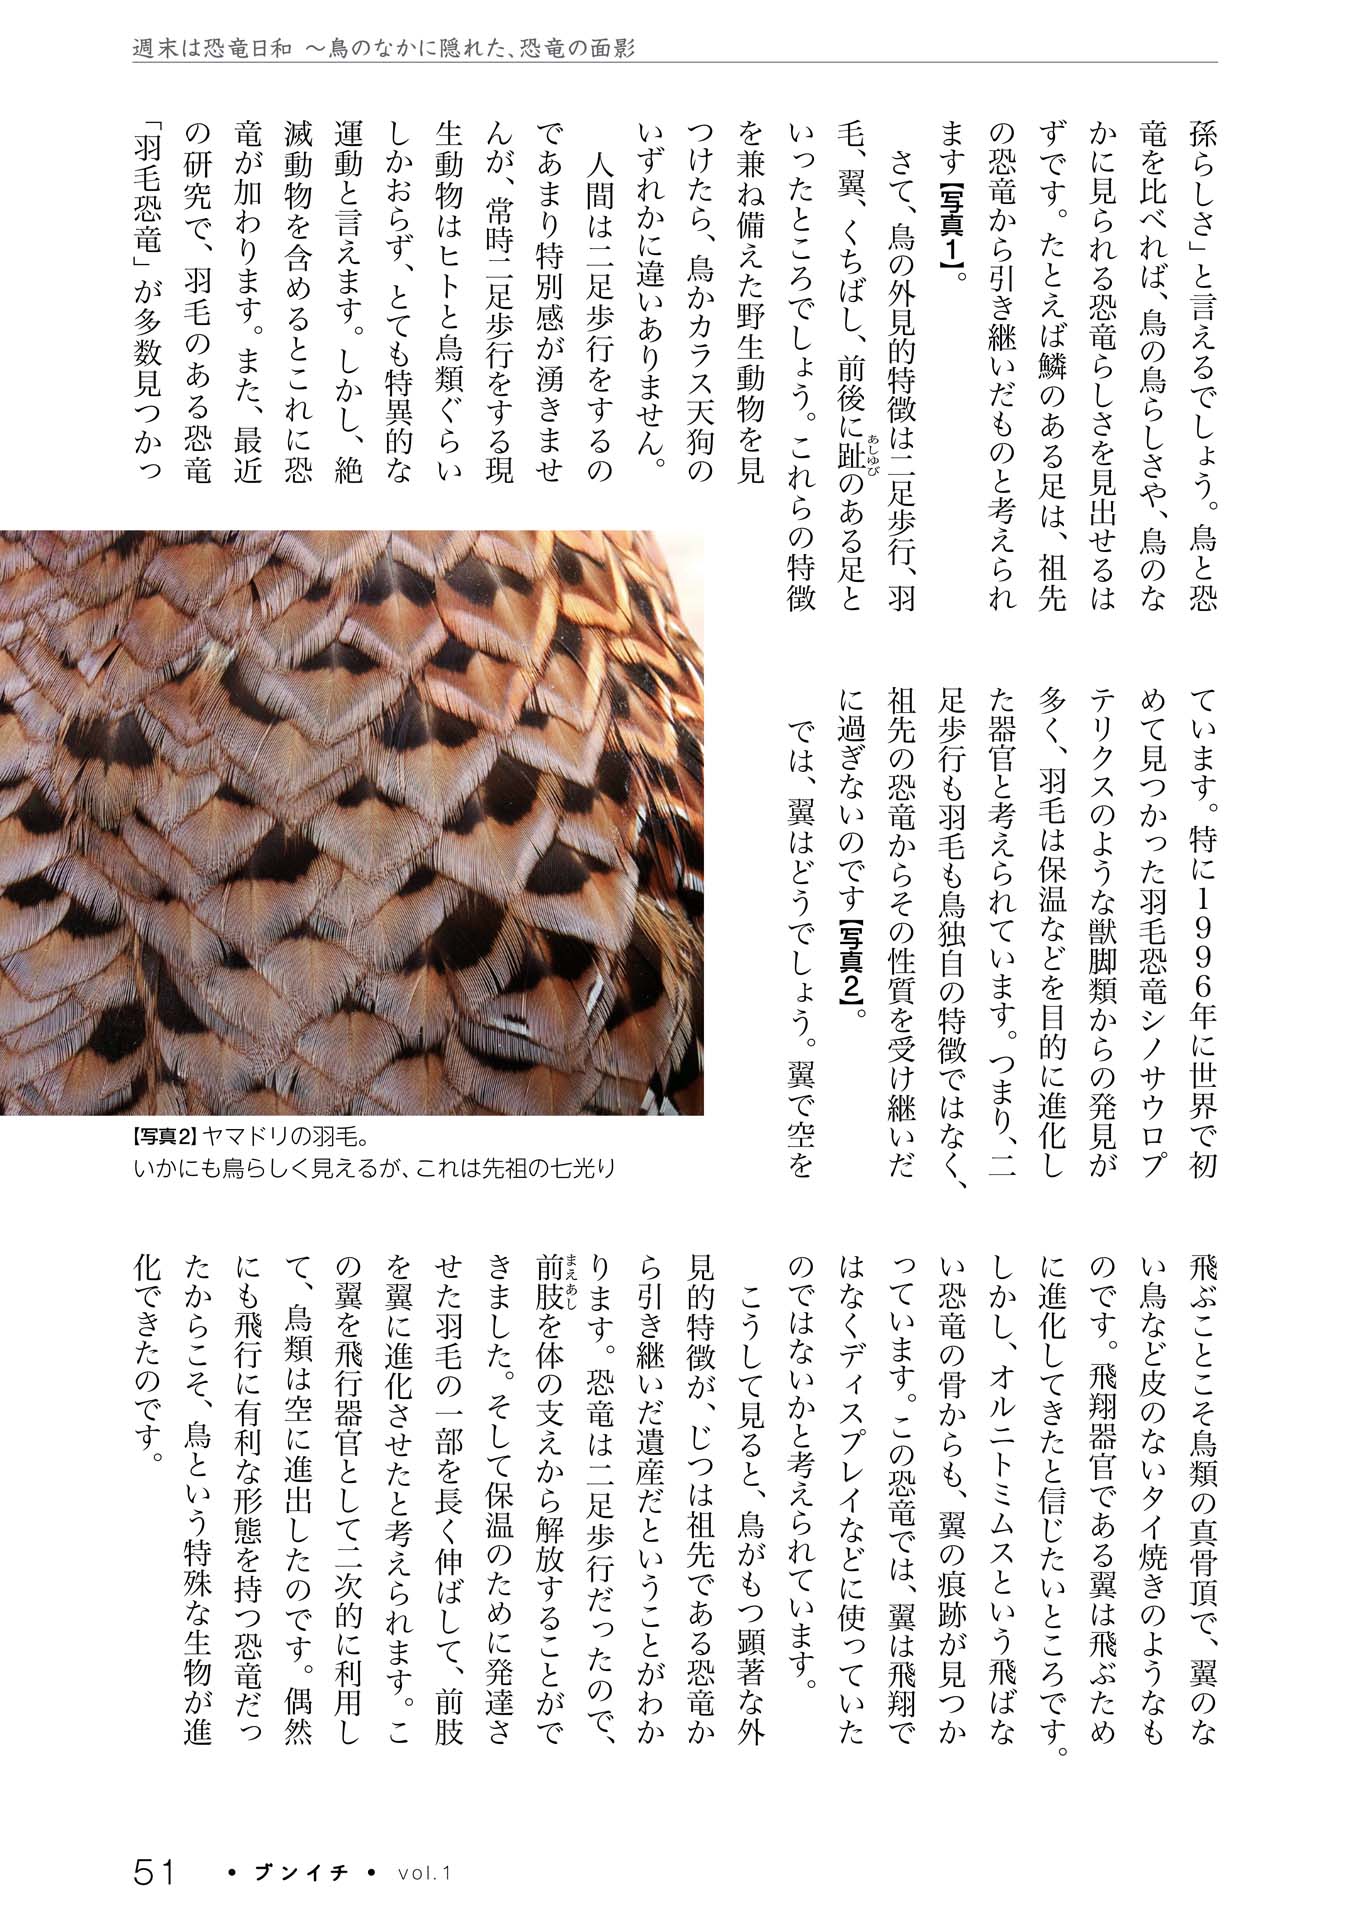 週末は恐竜日和 〜鳥のなかに隠れた、恐竜の面影
孫らしさ」と言えるでしょう。鳥と恐
竜を比べれば、鳥の鳥らしさや、鳥のな
かに見られる恐竜らしさを見出せるは
ずです。たとえば鱗のある足は、祖先
の恐竜から引き継いだものと考えられ
ます【写真1】。
さて、鳥の外見的特徴は二足歩行、羽
毛、翼、くちばし、前後に趾のある足と
あしゆび
いったところでしょう。これらの特徴
を兼ね備えた野生動物を見
つけたら、鳥かカラス天狗の
いずれかに違いありません。
人間は二足歩行をするの
であまり特別感が湧きませ
んが、常時二足歩行をする現
生動物はヒトと鳥類ぐらい
しかおらず、とても特異的な
運動と言えます。しかし、絶
滅動物を含めるとこれに恐
竜が加わります。また、最近
の研究で、羽毛のある恐竜
「羽毛恐竜」が多数見つかっ
ています。特に1996年に世界で初
めて見つかった羽毛恐竜シノサウロプ
テリクスのような獣脚類からの発見が
多く、羽毛は保温などを目的に進化し
た器官と考えられています。つまり、二
足歩行も羽毛も鳥独自の特徴ではなく、
祖先の恐竜からその性質を受け継いだ
に過ぎないのです【写真2】。
では、翼はどうでしょう。翼で空を
【写真2】ヤマドリの羽毛。
いかにも鳥らしく見えるが、これは先祖の七光り
飛ぶことこそ鳥類の真骨頂で、翼のな
い鳥など皮のないタイ焼きのようなも
のです。飛翔器官である翼は飛ぶため
に進化してきたと信じたいところです。
しかし、オルニトミムスという飛ばな
い恐竜の骨からも、翼の痕跡が見つか
っています。この恐竜では、翼は飛翔で
はなくディスプレイなどに使っていた
のではないかと考えられています。
こうして見ると、鳥がもつ顕著な外
見的特徴が、じつは祖先である恐竜か
ら引き継いだ遺産だということがわか
ります。恐竜は二足歩行だったので、
前肢を体の支えから解放することがで
まえあし
きました。そして保温のために発達さ
せた羽毛の一部を長く伸ばして、前肢
を翼に進化させたと考えられます。こ
の翼を飛行器官として二次的に利用し
て、鳥類は空に進出したのです。偶然
にも飛行に有利な形態を持つ恐竜だっ
たからこそ、鳥という特殊な生物が進
化できたのです。
51 • ブンイチ • vol.1